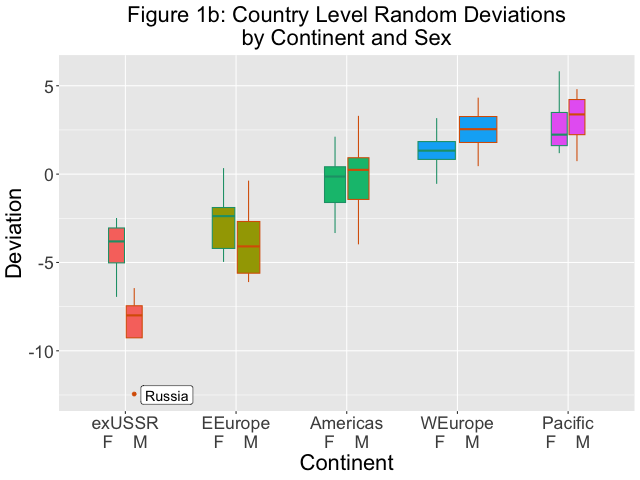 Figure 1b: Country Level Random Deviations
by Continent and Sex
Deviation
5
0
-5
-10
Russia
exUSSR EEurope Americas WEurope Pacific
F M F M F M F M F M
Continent